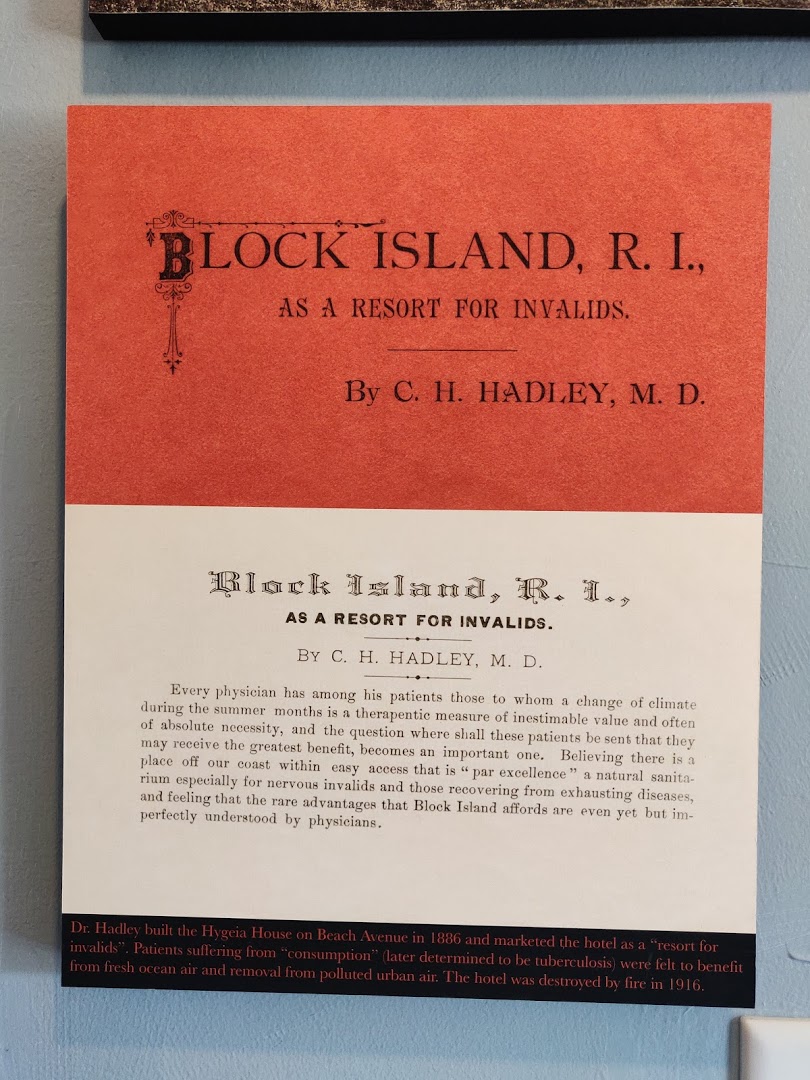 BLOCK ISLAND, R. I.,
AS A RESORT FOR INVALIDS.
By C. H. HADLEY, M. D.
Block Island, R. I.,
AS A RESORT FOR INVALIDS.
BY C. H. HADLEY, M. D.
Every physician has among his patients those to whom a change of climate
during the summer months is a therapentic measure of inestimable value and often
of absolute necessity, and the question where shall these patients be sent that they
may receive the greatest benefit, becomes an important one. Believing there is a
place off our coast within easy access that is "par excellence" a natural sanita-
rium especially for nervous invalids and those recovering from exhausting diseases,
and feeling that the rare advantages that Block Island affords are even yet but im-
perfectly understood by physicians.
Dr. Hadley built the Hygeia House on Beach Avenue in 1886 and marketed the hotel as a "resort for
invalids". Patients suffering from "consumption" (later determined to be tuberculosis) were felt to benefit
from fresh ocean air and removal from polluted urban air. The hotel was destroyed by fire in 1916.